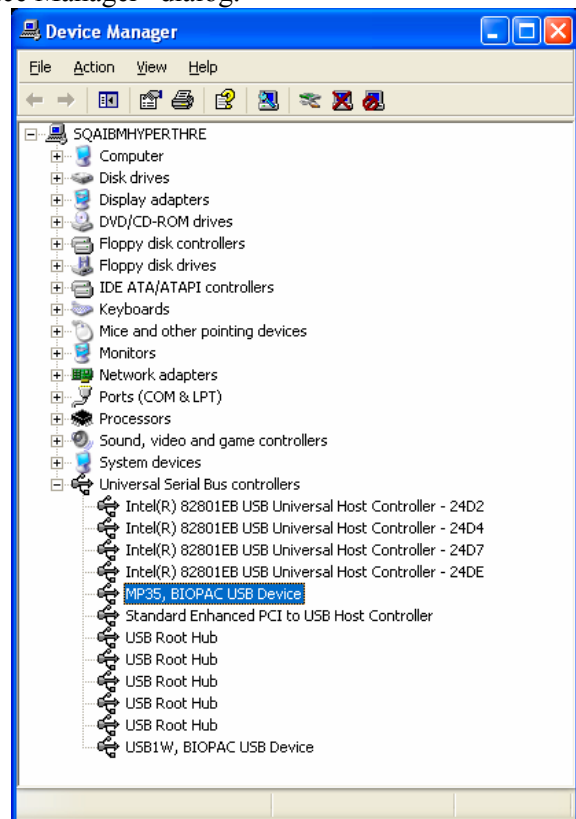 ce Manager" dialog.
Device Manager
File Action View Help
SQAIBMHYPERTHRE
Computer
Disk drives
Display adapters
DVD/CD-ROM drives
Floppy disk controllers
Floppy disk drives
IDE ATA/ATAPI controllers
Keyboards
Mice and other pointing devices
Monitors
Network adapters
Ports (COM & LPT)
Processors
Sound, video and game controllers
System devices
Universal Serial Bus controllers
Intel(R) 82801EB USB Universal Host Controller - 24D2
Intel(R) 82801EB USB Universal Host Controller - 24D4
Intel(R) 82801EB USB Universal Host Controller - 24D7
Intel(R) 82801EB USB Universal Host Controller - 24DE
MP35, BIOPAC USB Device
Standard Enhanced PCI to USB Host Controller
USB Root Hub
USB Root Hub
USB Root Hub
USB Root Hub
USB Root Hub
USB1W, BIOPAC USB Device